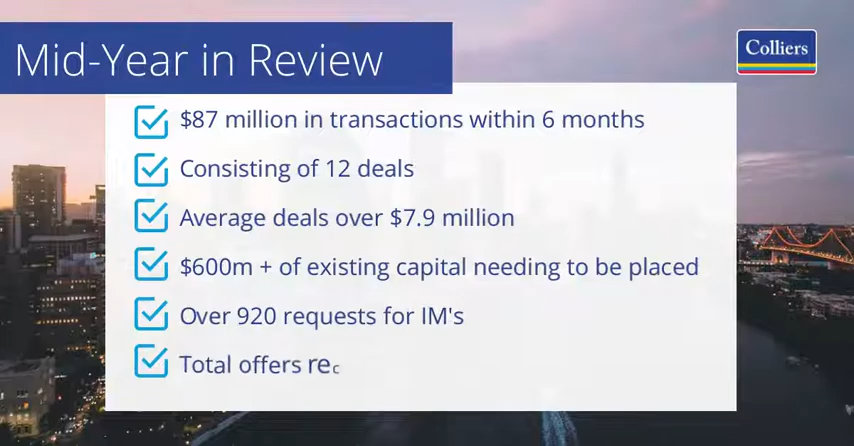 Mid-Year in Review
Colliers
$87 million in transactions within 6 months
Consisting of 12 deals
Average deals over $7.9 million
$600m + of existing capital needing to be placed
Over 920 requests for IM's
Total offers rec